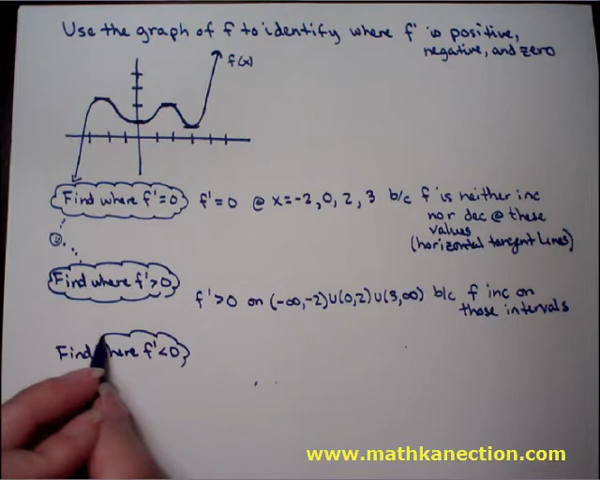 Use the graph of f to identify where f' is positive,
negative, and zero
f(x)
Find where f'=0
f'=0 @ x=-2, 0, 2, 3 b/c f is neither inc
nor dec @ these
values
(horizontal tangent lines)
Find where f'>0
f'>0 on (-∞,-2)∪(0,2)∪(3,∞) b/c f inc on
those intervals
Find where f'<0
www.mathkanection.com